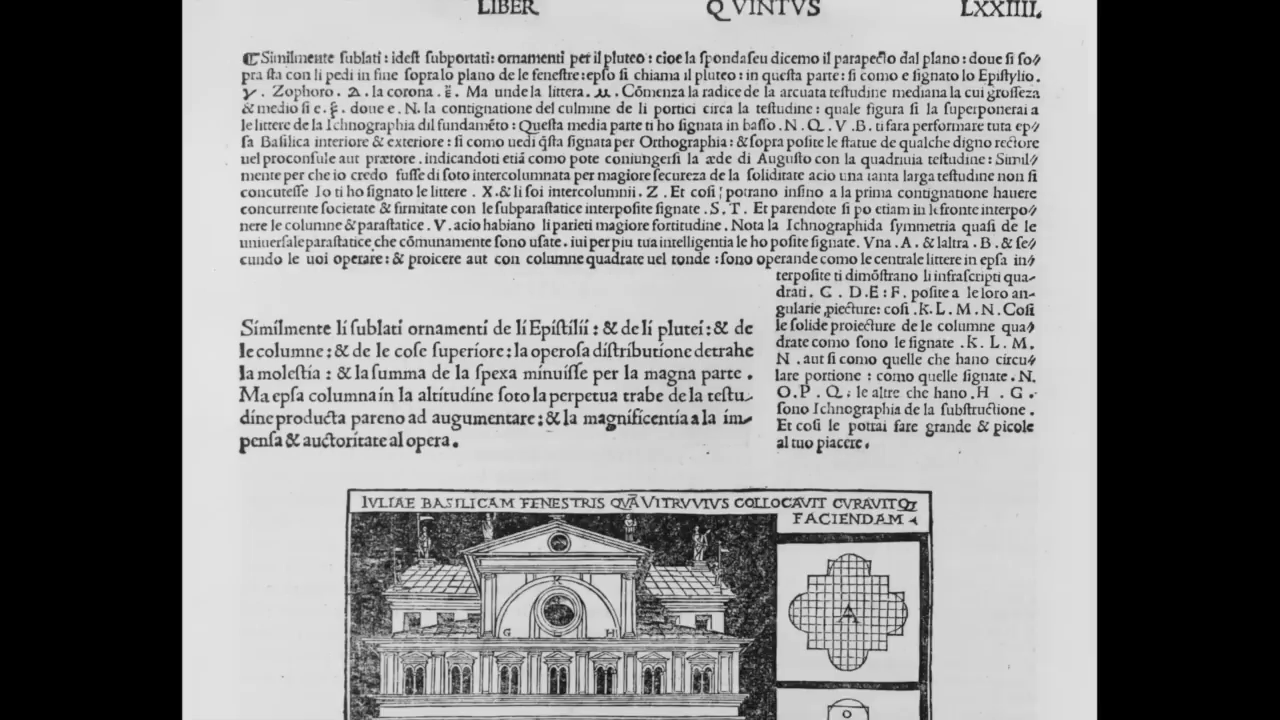 LIBER QVINTVS LXXIIII.
❡Similmente sublati : idest subportati : ornamenti per il pluteo : cioe la sponda seu dicemo il parapecto dal plano : doue si so⸗
pra sta con li pedi in fine sopra lo plano de le fenestre : epso si chiama il pluteo : in questa parte : si como e signato lo Epistylio .
γ . Zophoro . . la corona . . Ma unde la littera . . Cōmenza la radice de la arcuata testudine mediana la cui grosseza
& medio si e . . doue e . N. la contignatione del culmine de li portici circa la testudine : quale figura si la superponerai a
le littere de la Ichnographia dil fundamēto : Questa media parte ti ho signata in basso . N . Q . V . B . ti fara performare tuta ep⸗
sa Basilica interiore & exteriore : si como uedi q̄sta signata per Orthographia : & sopra posite le statue de qualche digno rectore
uel proconsule aut prætore . indicandoti etiā como pote coniungersi la æde di Augusto con la quadriuia testudine : Simil⸗
mente per che io credo fusse di soto intercolumnata per magiore secureza de la soliditate acio una tanta larga testudine non si
concutesse Io ti ho signato le littere . X. & li soi intercolumnii . Z . Et cosi potrano infino a la prima contignatione hauere
concurrente societate & firmitate con le subparastatice interposite signate . S . T . Et parendote si po etiam in le fronte interpo⸗
nere le columne & parastatice . V . acio habiano li parieti magiore fortitudine . Nota la Ichnographida symmetria quasi de le
uniuersale parastatice che cōmunamente sono usate . iui per piu tua intelligentia le ho posite signate. Vna . A . & laltra . B . & se⸗
cundo le uoi operare : & proicere aut con columne quadrate uel tonde : sono operande como le centrale littere in epsa in⸗
terposite ti dimōstrano li infrascripti qua⸗
drati . C . D . E : F . posite a le loro an⸗
gularie piecture: cosi . K . L . M . N . Cosi
le solide proiecture de le columne qua⸗
drate como sono le signate . K . L . M .
N . aut si como quelle che hano circu⸗
lare portione : como quelle signate . N.
O . P . Q : le altre che hano . H . G .
sono Ichnographia de la substructione .
Et cosi le potrai fare grande & picole
al tuo piacere .
Similmente li sublati ornamenti de li Epistilii : & de li plutei : & de
le columne : & de le cose superiore : la operosa distributione detrahe
la molestia : & la summa de la spexa minuisse per la magna parte .
Ma epsa columna in la altitudine soto la perpetua trabe de la testu⸗
dine producta pareno ad augumentare : & la magnificentia a la im⸗
pensa & auctoritate al opera .
IVLIAE BASILICAM FENESTRIS QVĀ VITRVVIVS COLLOCAVIT CVRAVITQ;
FACIENDAM
K
G H
A